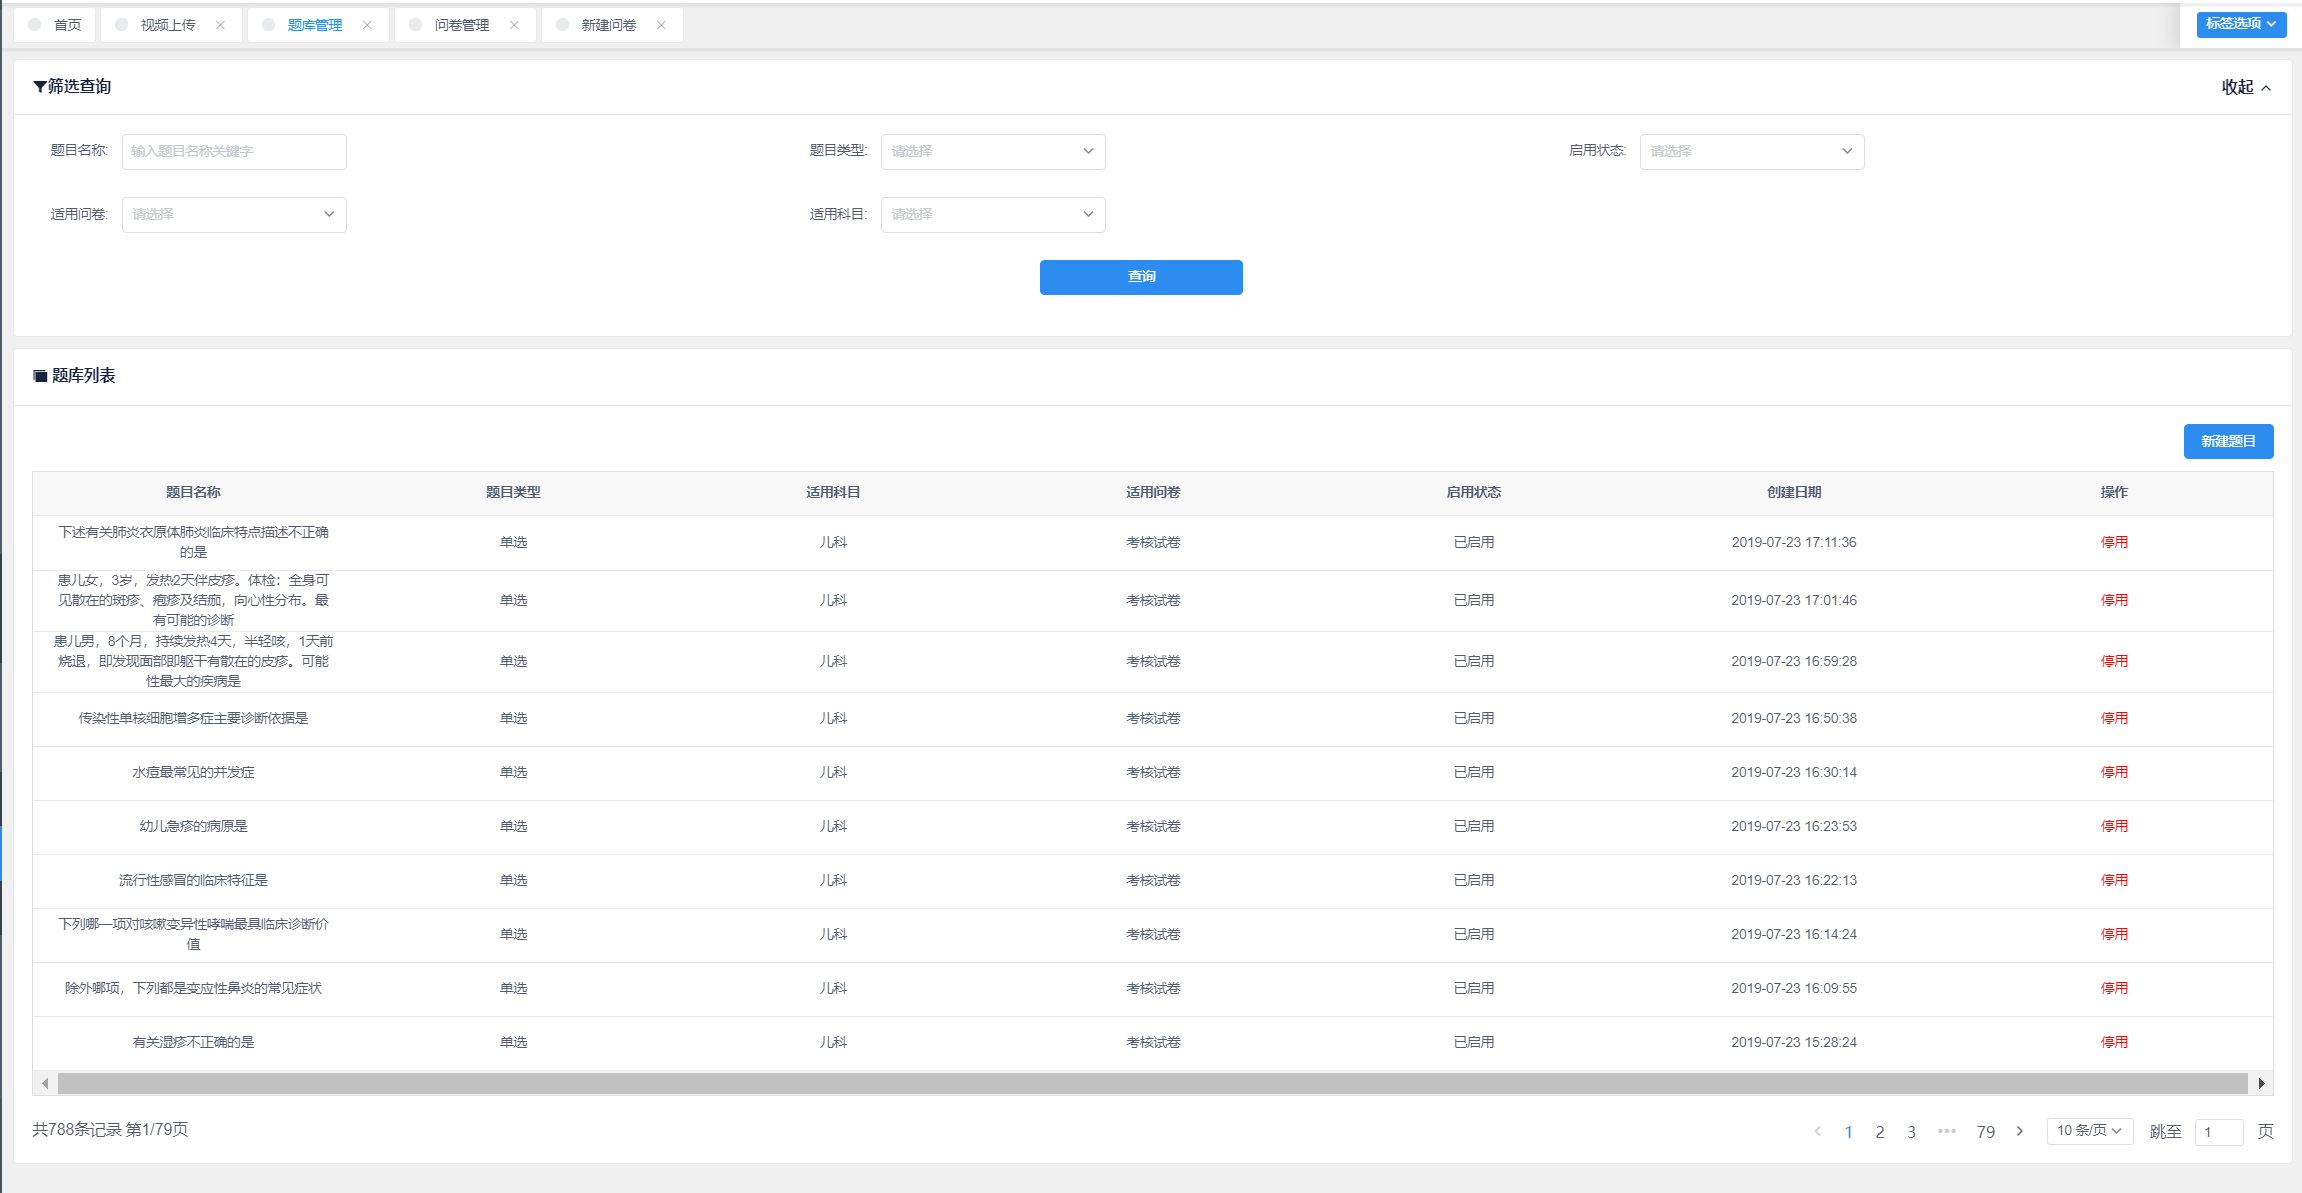 首页 视频上传 题库管理 问卷管理 新建问卷 标签选项
筛选查询 收起
题目名称: 输入题目名称关键字 题目类型: 请选择 启用状态: 请选择
适用问卷: 请选择 适用科目: 请选择
查询
题库列表
新建题目
题目名称 题目类型 适用科目 适用问卷 启用状态 创建日期 操作
下述有关肺炎衣原体肺炎临床特点描述不正确
的是 单选 儿科 考核试卷 已启用 2019-07-23 17:11:36 停用
患儿女，3岁，发热2天伴皮疹。体检：全身可
见散在的斑疹、疱疹及结痂，向心性分布。最 单选 儿科 考核试卷 已启用 2019-07-23 17:01:46 停用
有可能的诊断
患儿男，8个月，持续发热4天，半轻咳，1天前
烧退，即发现面部即躯干有散在的皮疹。可能 单选 儿科 考核试卷 已启用 2019-07-23 16:59:28 停用
性最大的疾病是
传染性单核细胞增多症主要诊断依据是 单选 儿科 考核试卷 已启用 2019-07-23 16:50:38 停用
水痘最常见的并发症 单选 儿科 考核试卷 已启用 2019-07-23 16:30:14 停用
幼儿急疹的病原是 单选 儿科 考核试卷 已启用 2019-07-23 16:23:53 停用
流行性感冒的临床特征是 单选 儿科 考核试卷 已启用 2019-07-23 16:22:13 停用
下列哪一项对咳嗽变异性哮喘最具临床诊断价
值 单选 儿科 考核试卷 已启用 2019-07-23 16:14:24 停用
除外哪项，下列都是变应性鼻炎的常见症状 单选 儿科 考核试卷 已启用 2019-07-23 16:09:55 停用
有关湿疹不正确的是 单选 儿科 考核试卷 已启用 2019-07-23 15:28:24 停用
共788条记录 第1/79页 1 2 3 ••• 79 10 条/页 跳至 1 页